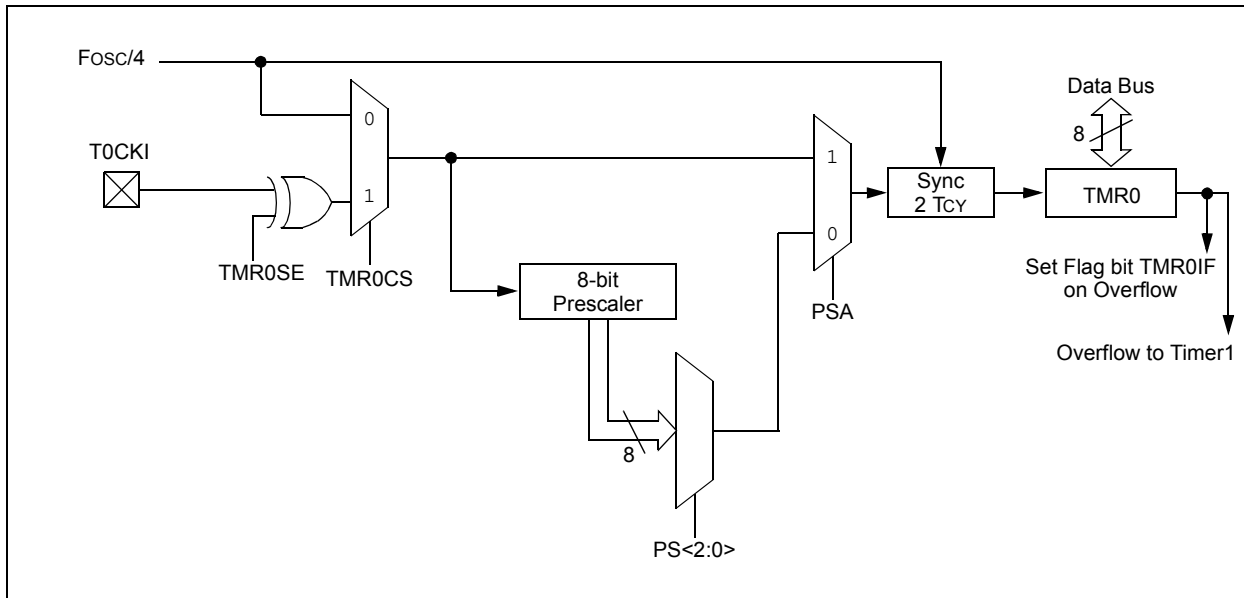 FOSC/4
Data Bus
8
0
T0CKI
1
1
Sync
2 TCY
TMR0
0
TMR0SE
TMR0CS
8-bit
Prescaler
PSA
Set Flag bit TMR0IF
on Overflow
Overflow to Timer1
8
PS<2:0>